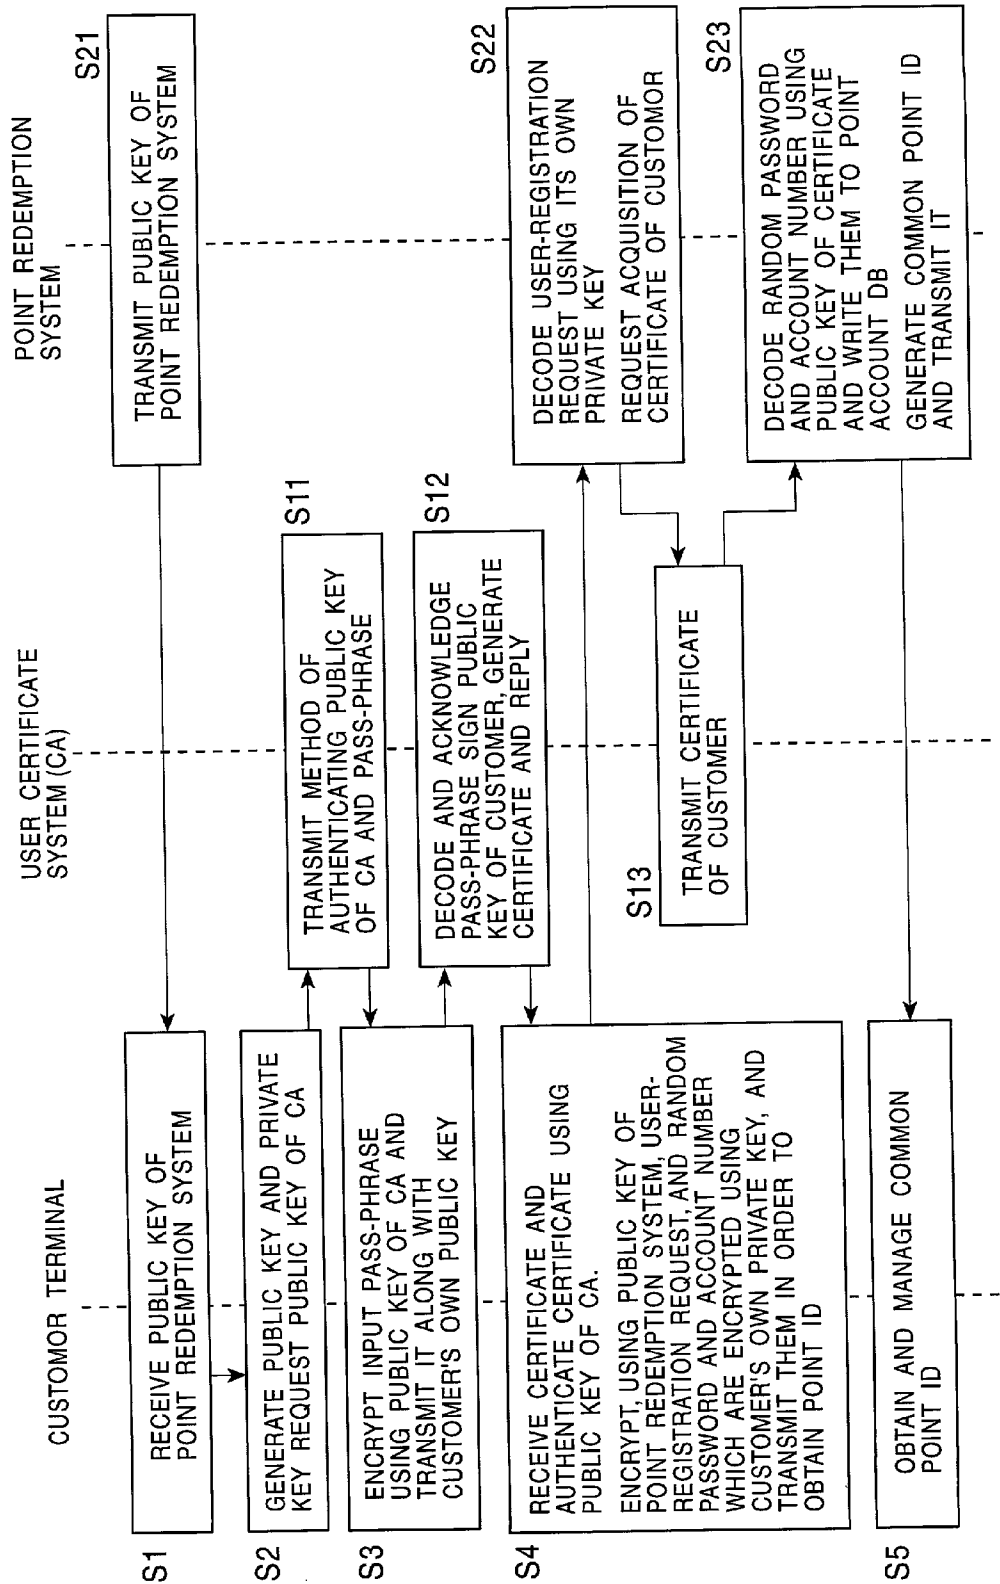 CUSTOMOR TERMINAL
USER CERTIFICATE
SYSTEM (CA)
POINT REDEMPTION
SYSTEM
S1
RECEIVE PUBLIC KEY OF
POINT REDEMPTION SYSTEM
S21
TRANSMIT PUBLIC KEY OF
POINT REDEMPTION SYSTEM
S2
GENERATE PUBLIC KEY AND PRIVATE
KEY REQUEST PUBLIC KEY OF CA
S11
TRANSMIT METHOD OF
AUTHENTICATING PUBLIC KEY
OF CA AND PASS-PHRASE
S3
ENCRYPT INPUT PASS-PHRASE
USING PUBLIC KEY OF CA AND
TRANSMIT IT ALONG WITH
CUSTOMER'S OWN PUBLIC KEY
S12
DECODE AND ACKNOWLEDGE
PASS-PHRASE SIGN PUBLIC
KEY OF CUSTOMER, GENERATE
CERTIFICATE AND REPLY
S4
RECEIVE CERTIFICATE AND
AUTHENTICATE CERTIFICATE USING
PUBLIC KEY OF CA.
ENCRYPT, USING PUBLIC KEY OF
POINT REDEMPTION SYSTEM, USER-
REGISTRATION REQUEST, AND RANDOM
PASSWORD AND ACCOUNT NUMBER
WHICH ARE ENCRYPTED USING
CUSTOMER'S OWN PRIVATE KEY, AND
TRANSMIT THEM IN ORDER TO
OBTAIN POINT ID
S22
DECODE USER-REGISTRATION
REQUEST USING ITS OWN
PRIVATE KEY
REQUEST ACQUISITION OF
CERTIFICATE OF CUSTOMOR
S13
TRANSMIT CERTIFICATE
OF CUSTOMER
S23
DECODE RANDOM PASSWORD
AND ACCOUNT NUMBER USING
PUBLIC KEY OF CERTIFICATE
AND WRITE THEM TO POINT
ACCOUNT DB
GENERATE COMMON POINT ID
AND TRANSMIT IT
S5
OBTAIN AND MANAGE COMMON
POINT ID